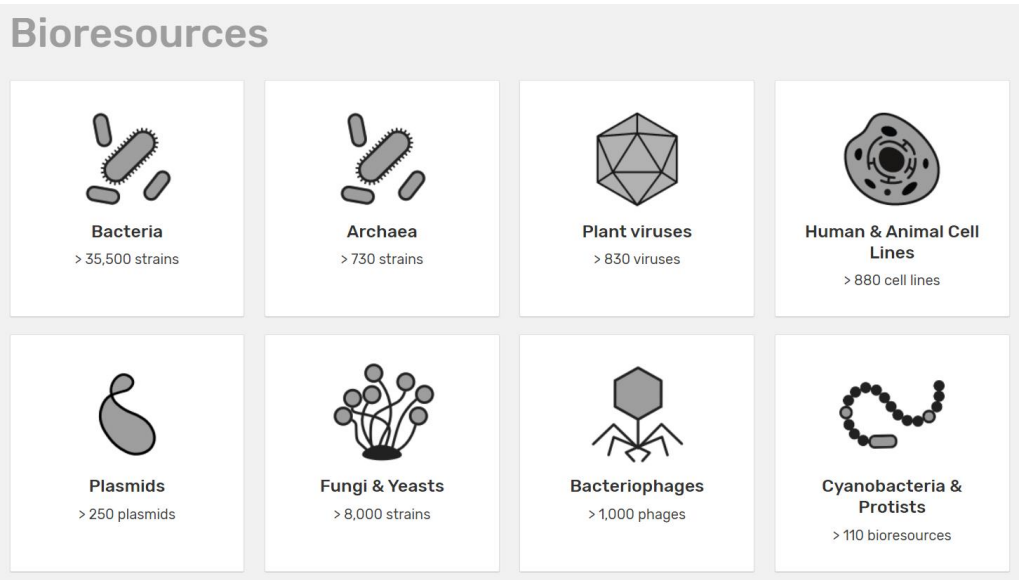 Bioresources
Bacteria
> 35,500 strains
Archaea
> 730 strains
Plant viruses
> 830 viruses
Human & Animal Cell
Lines
> 880 cell lines
Plasmids
> 250 plasmids
Fungi & Yeasts
> 8,000 strains
Bacteriophages
> 1,000 phages
Cyanobacteria &
Protists
> 110 bioresources